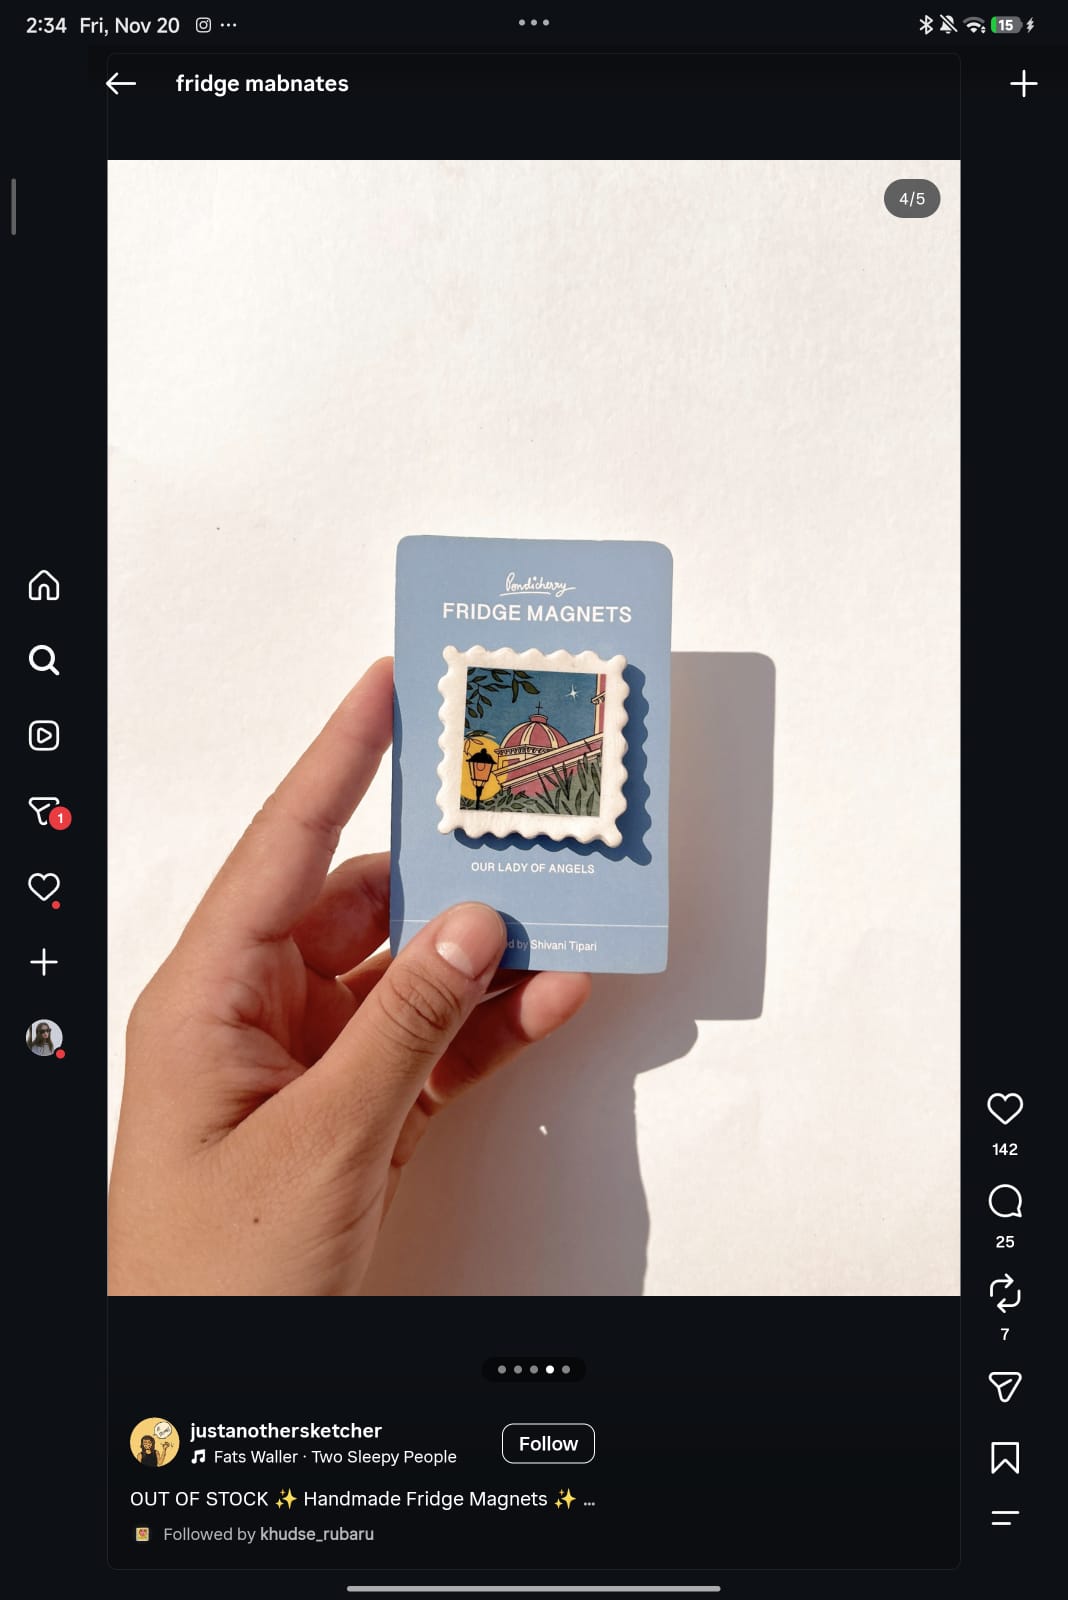 2:34 Fri, Nov 20
15
fridge mabnates
4/5
Pondicherry
FRIDGE MAGNETS
OUR LADY OF ANGELS
d by Shivani Tipari
1
142
25
7
justanothersketcher
Fats Waller · Two Sleepy People
Follow
OUT OF STOCK ✨ Handmade Fridge Magnets ✨ ...
Followed by khudse_rubaru